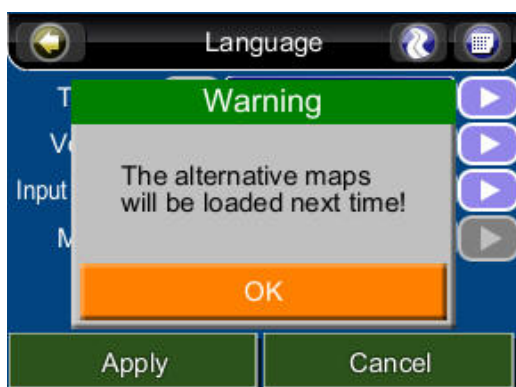 Language
Warning
The alternative maps
will be loaded next time!
Input
OK
Apply
Cancel